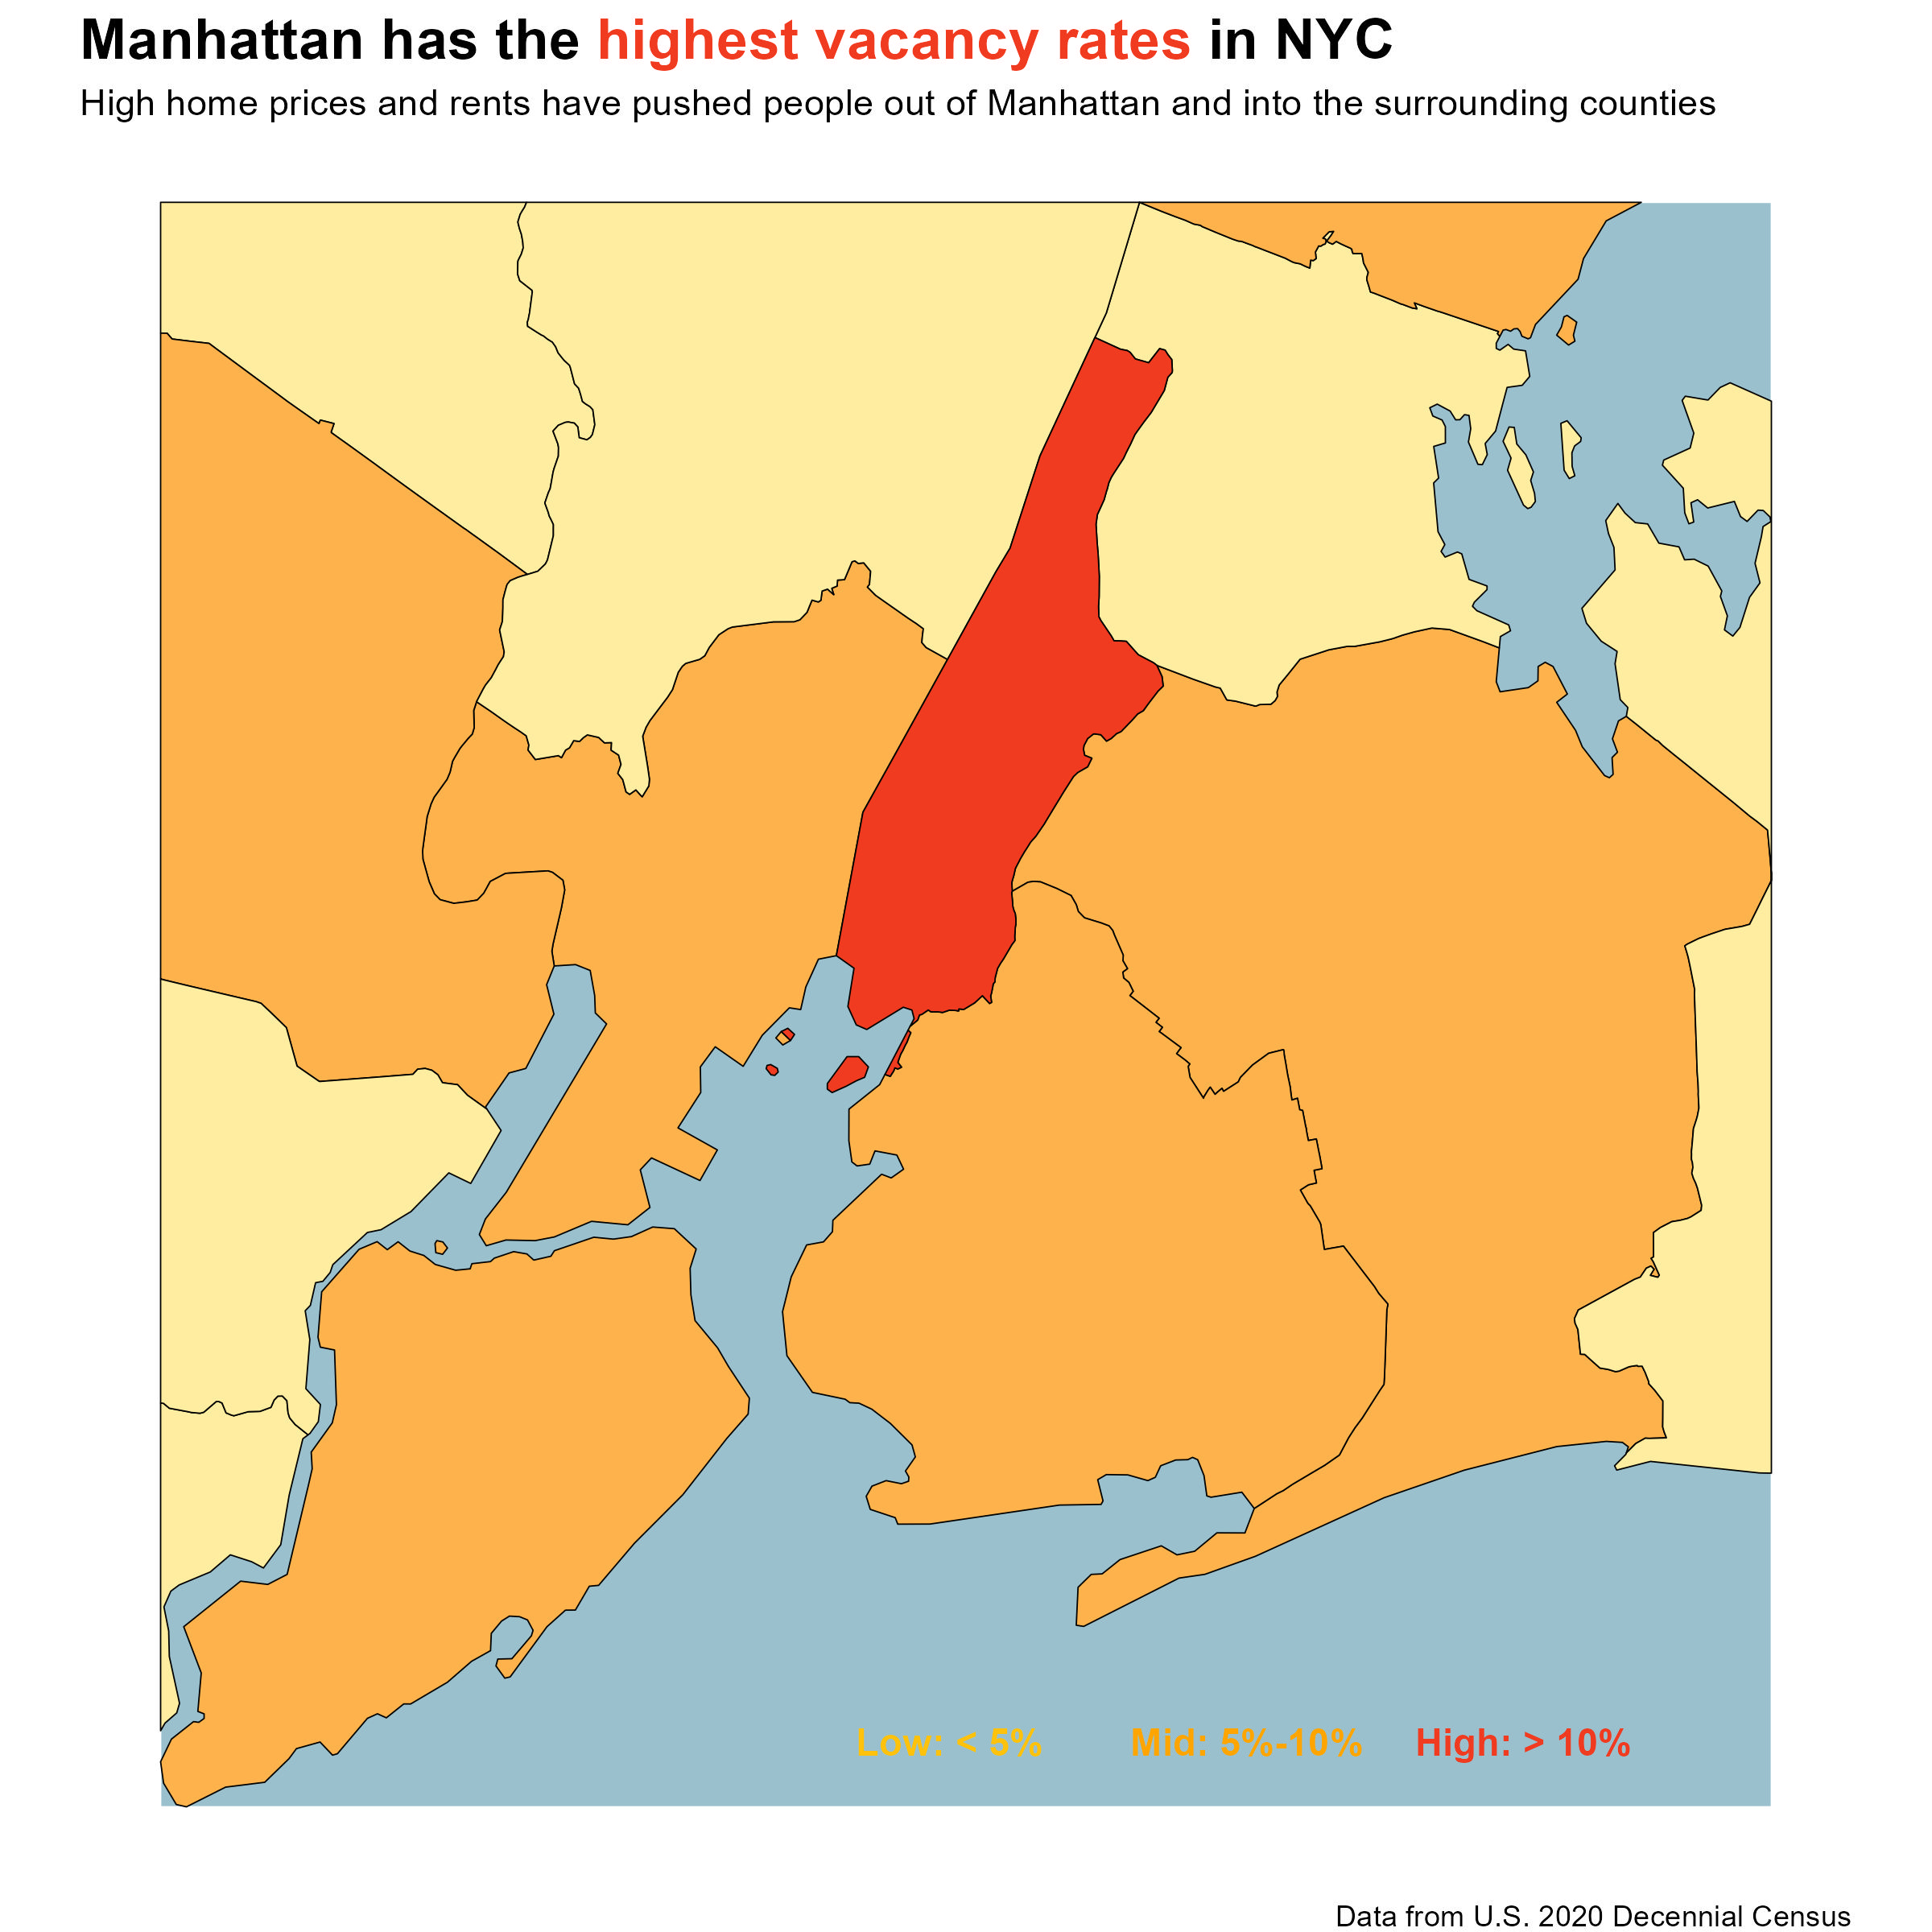 Manhattan has the highest vacancy rates in NYC
High home prices and rents have pushed people out of Manhattan and into the surrounding counties
Low: < 5% Mid: 5%-10% High: > 10%
Data from U.S. 2020 Decennial Census